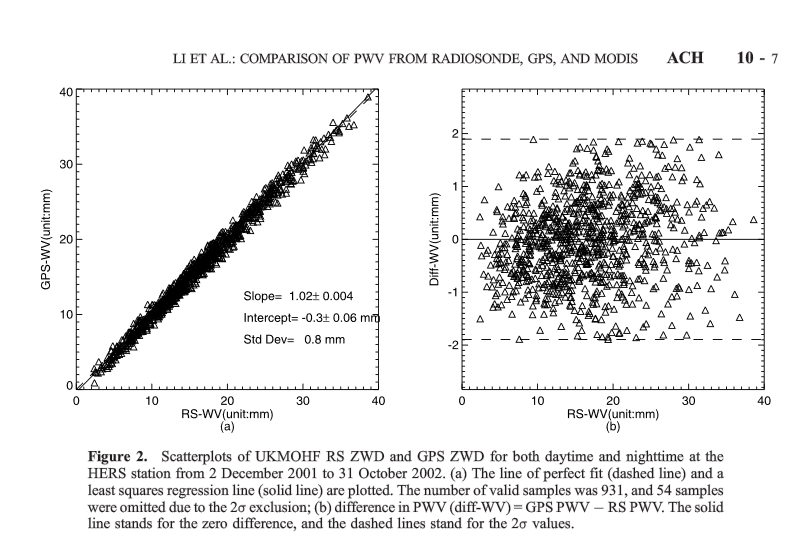 LI ET AL.: COMPARISON OF PWV FROM RADIOSONDE, GPS, AND MODIS ACH 10 - 7
40
30
20
10
0
GPS-WV(unit:mm)
Slope= 1.02± 0.004
Intercept= -0.3± 0.06 mm
Std Dev= 0.8 mm
0 10 20 30 40
RS-WV(unit:mm)
(a)
2
1
0
-1
-2
Diff-WV(unit:mm)
0 10 20 30 40
RS-WV(unit:mm)
(b)
Figure 2. Scatterplots of UKMOHF RS ZWD and GPS ZWD for both daytime and nighttime at the
HERS station from 2 December 2001 to 31 October 2002. (a) The line of perfect fit (dashed line) and a
least squares regression line (solid line) are plotted. The number of valid samples was 931, and 54 samples
were omitted due to the 2σ exclusion; (b) difference in PWV (diff-WV) = GPS PWV − RS PWV. The solid
line stands for the zero difference, and the dashed lines stand for the 2σ values.